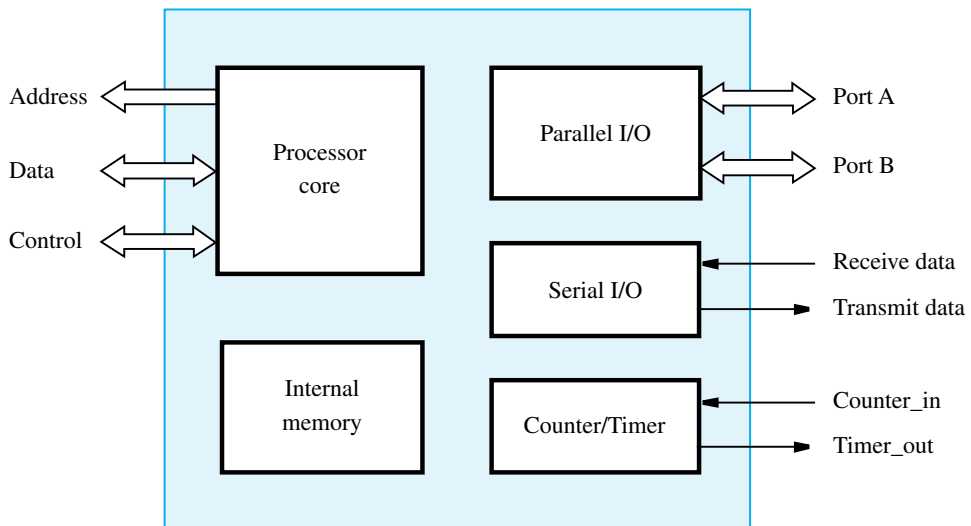 Address
Data
Control
Processor
core
Internal
memory
Parallel I/O
Serial I/O
Counter/Timer
Port A
Port B
Receive data
Transmit data
Counter_in
Timer_out